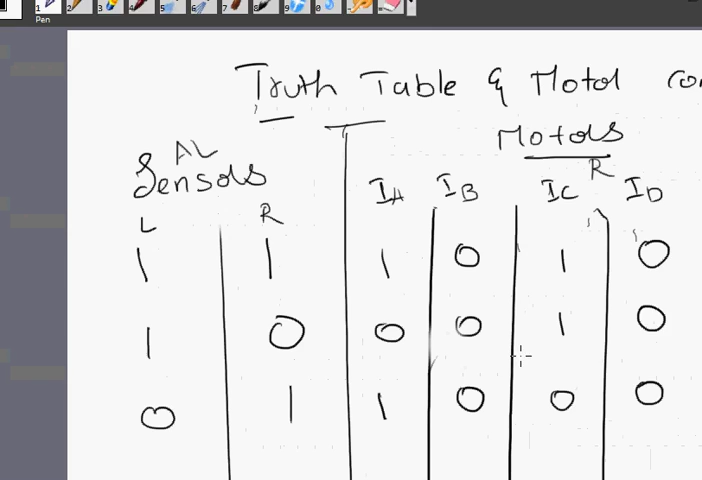 Pen
Truth Table & Motor Co
Motors
AL
Sensors
R
L R IA IB IC ID
1 1 1 0 1 0
1 0 0 0 1 0
0 1 1 0 0 0